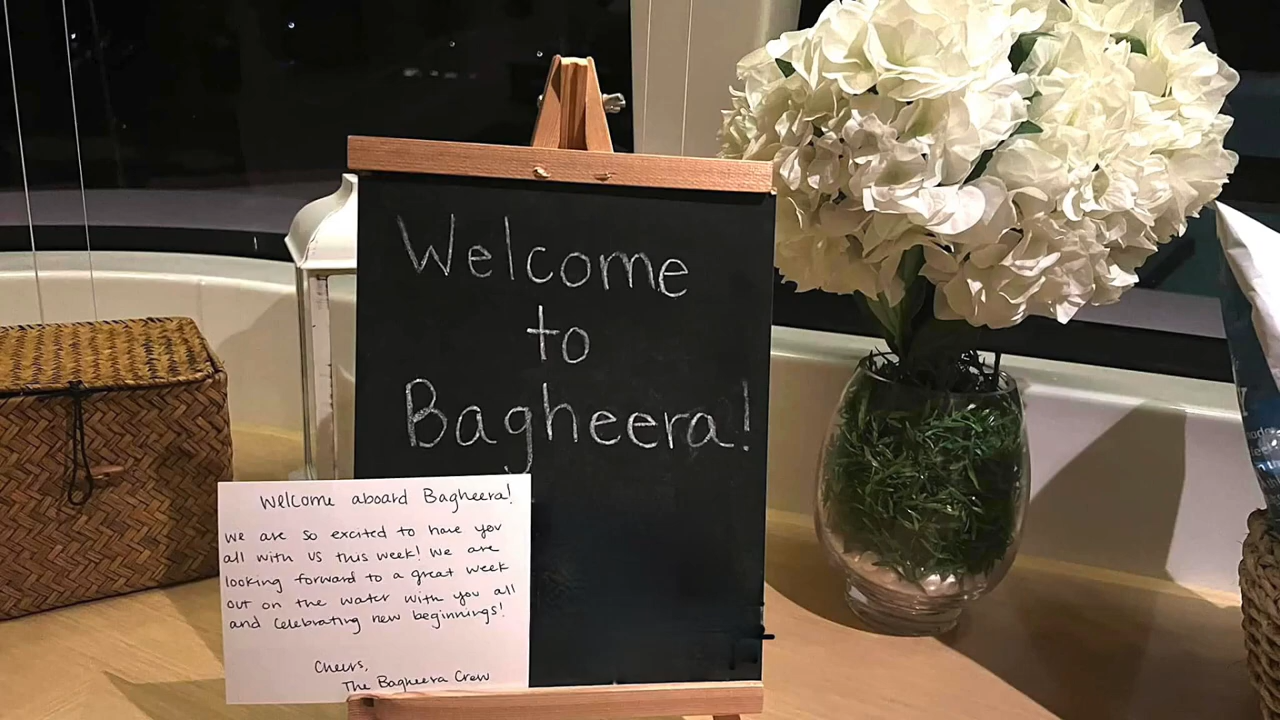 Welcome
to
Bagheera!
Welcome aboard Bagheera!
We are so excited to have you
all with us this week! We are
looking forward to a great week
out on the water with you all
and celebrating new beginnings!
Cheers,
The Bagheera Crew